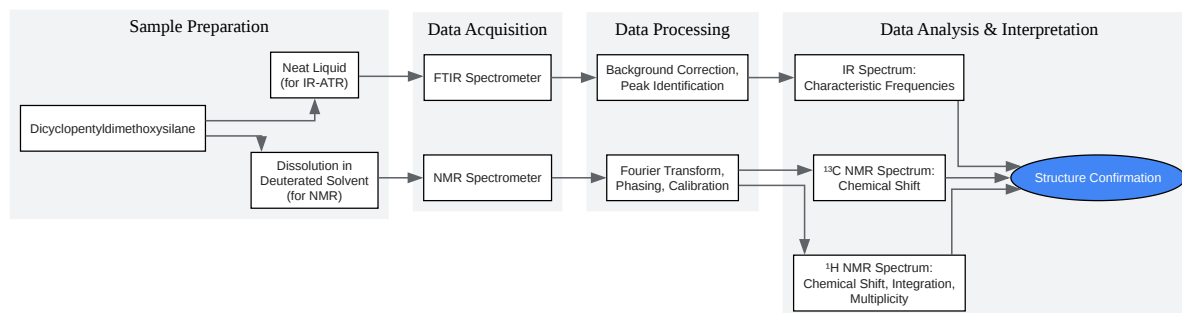 Sample Preparation
Data Acquisition
Data Processing
Data Analysis & Interpretation
Neat Liquid
(for IR-ATR)
FTIR Spectrometer
Background Correction,
Peak Identification
IR Spectrum:
Characteristic Frequencies
Dicyclopentyldimethoxysilane
Dissolution in
Deuterated Solvent
(for NMR)
NMR Spectrometer
Fourier Transform,
Phasing, Calibration
¹³C NMR Spectrum:
Chemical Shift
Structure Confirmation
¹H NMR Spectrum:
Chemical Shift, Integration,
Multiplicity